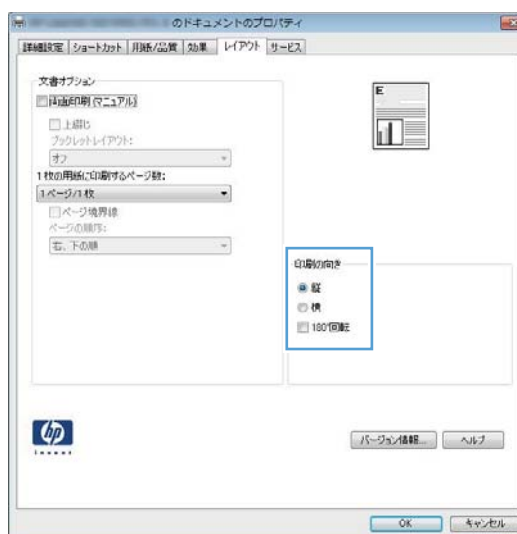 のドキュメントのプロパティ
詳細設定 ショートカット 用紙/品質 効果 レイアウト サービス
文書オプション
両面印刷(マニュアル)
上綴じ
ブックレットレイアウト:
オフ
1 枚の用紙に印刷するページ数:
1 ページ/1 枚
ページ境界線
ページの順序:
右、下の順
E
印刷の向き
縦
横
180°回転
hp
invent
バージョン情報... ヘルプ
OK キャンセル